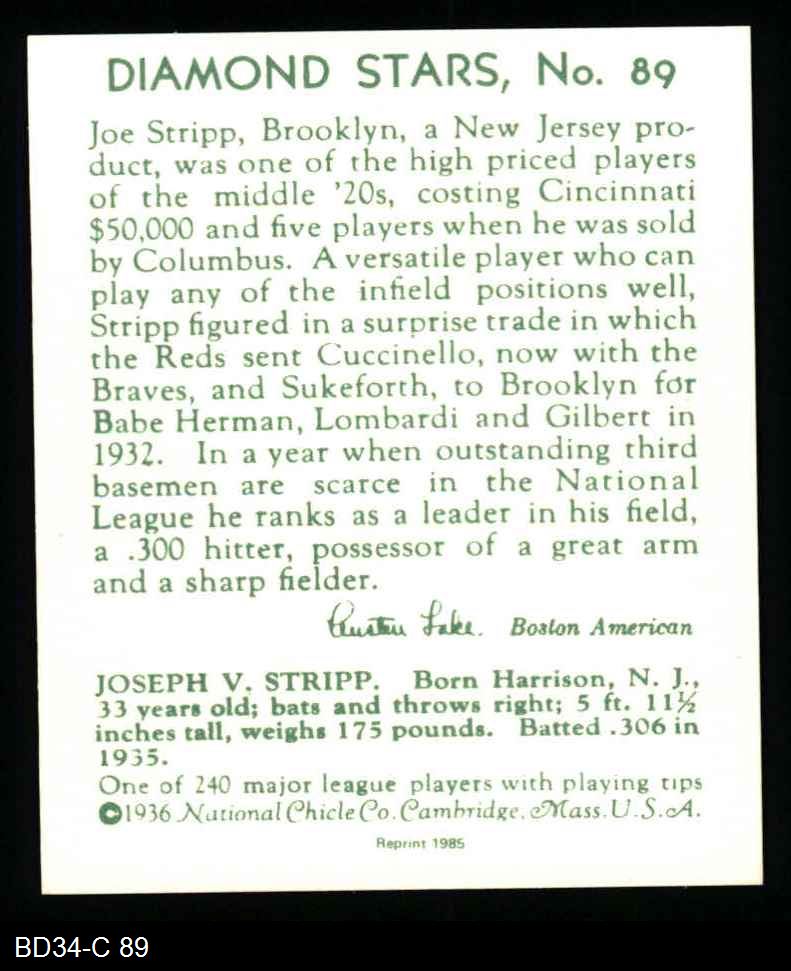 DIAMOND STARS, No. 89
Joe Stripp, Brooklyn, a New Jersey pro-
duct, was one of the high priced players
of the middle '20s, costing Cincinnati
$50,000 and five players when he was sold
by Columbus. A versatile player who can
play any of the infield positions well,
Stripp figured in a surprise trade in which
the Reds sent Cuccinello, now with the
Braves, and Sukeforth, to Brooklyn for
Babe Herman, Lombardi and Gilbert in
1932. In a year when outstanding third
basemen are scarce in the National
League he ranks as a leader in his field,
a .300 hitter, possessor of a great arm
and a sharp fielder.
Austen Lake. Boston American
JOSEPH V. STRIPP. Born Harrison, N. J.,
33 years old; bats and throws right; 5 ft. 11½
inches tall, weighs 175 pounds. Batted .306 in
1935.
One of 240 major league players with playing tips
©1936 National Chicle Co. Cambridge, Mass. U.S.A.
Reprint 1985
BD34-C 89